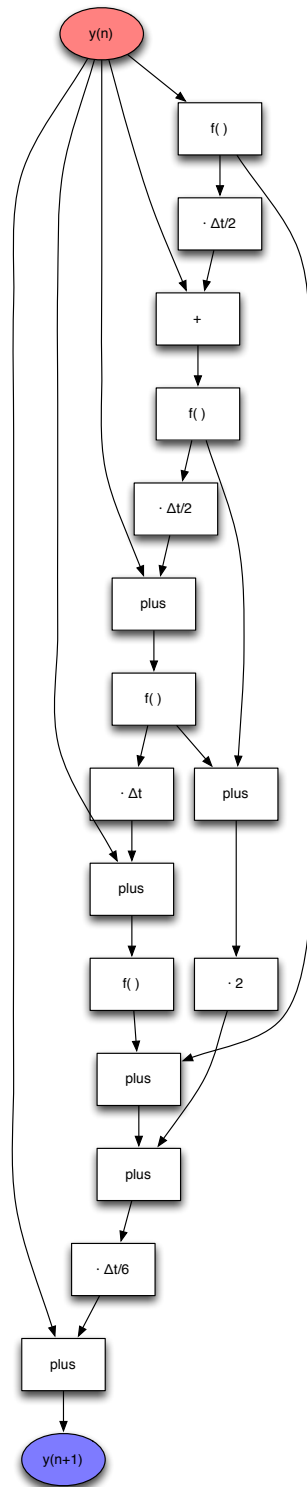 y(n)
f( )
· Δt/2
+
f( )
· Δt/2
plus
f( )
· Δt
plus
plus
f( )
· 2
plus
plus
· Δt/6
plus
y(n+1)